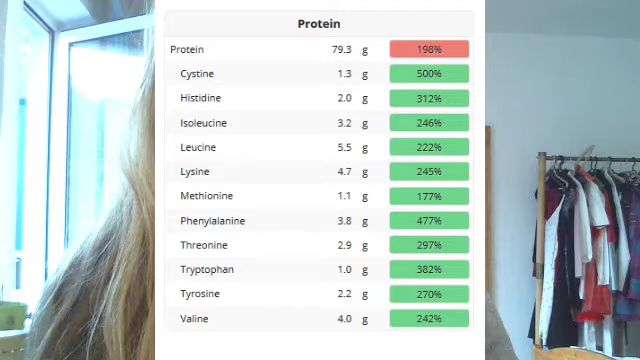 Protein
Protein 79.3 g 198%
Cystine 1.3 g 500%
Histidine 2.0 g 312%
Isoleucine 3.2 g 246%
Leucine 5.5 g 222%
Lysine 4.7 g 245%
Methionine 1.1 g 177%
Phenylalanine 3.8 g 477%
Threonine 2.9 g 297%
Tryptophan 1.0 g 382%
Tyrosine 2.2 g 270%
Valine 4.0 g 242%